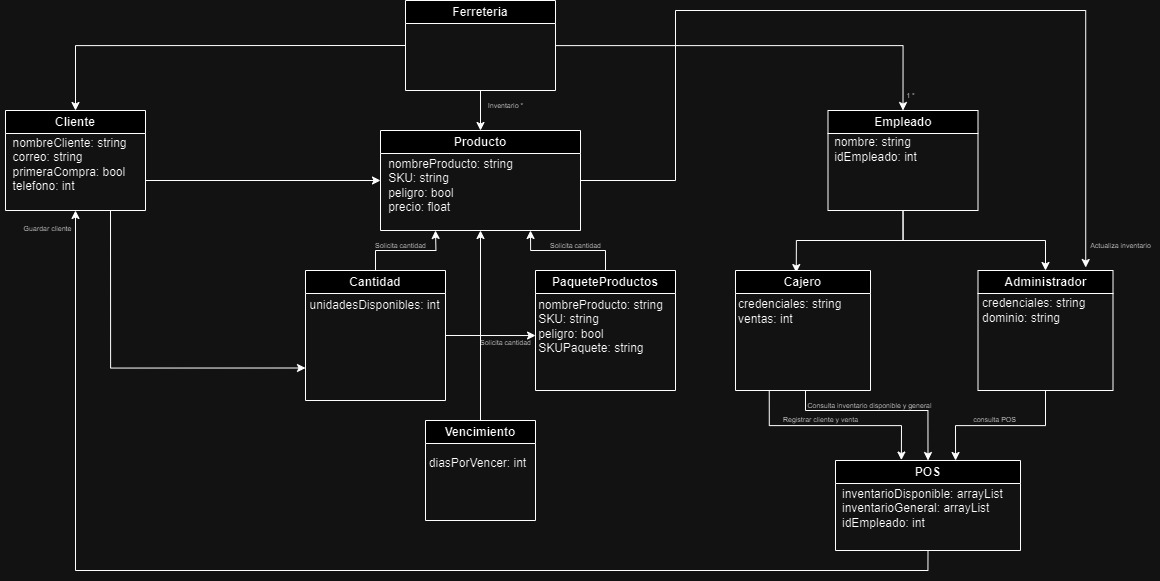 Ferreteria
Inventario *
1 *
Cliente
nombreCliente: string
correo: string
primeraCompra: bool
telefono: int
Guardar cliente
Producto
nombreProducto: string
SKU: string
peligro: bool
precio: float
Empleado
nombre: string
idEmpleado: int
Solicita cantidad
Solicita cantidad
Actualiza inventario
Cantidad
unidadesDisponibles: int
Solicita cantidad
PaqueteProductos
nombreProducto: string
SKU: string
peligro: bool
SKUPaquete: string
Cajero
credenciales: string
ventas: int
Administrador
credenciales: string
dominio: string
Consulta inventario disponible y general
Registrar cliente y venta
consulta POS
Vencimiento
diasPorVencer: int
POS
inventarioDisponible: arrayList
inventarioGeneral: arrayList
idEmpleado: int